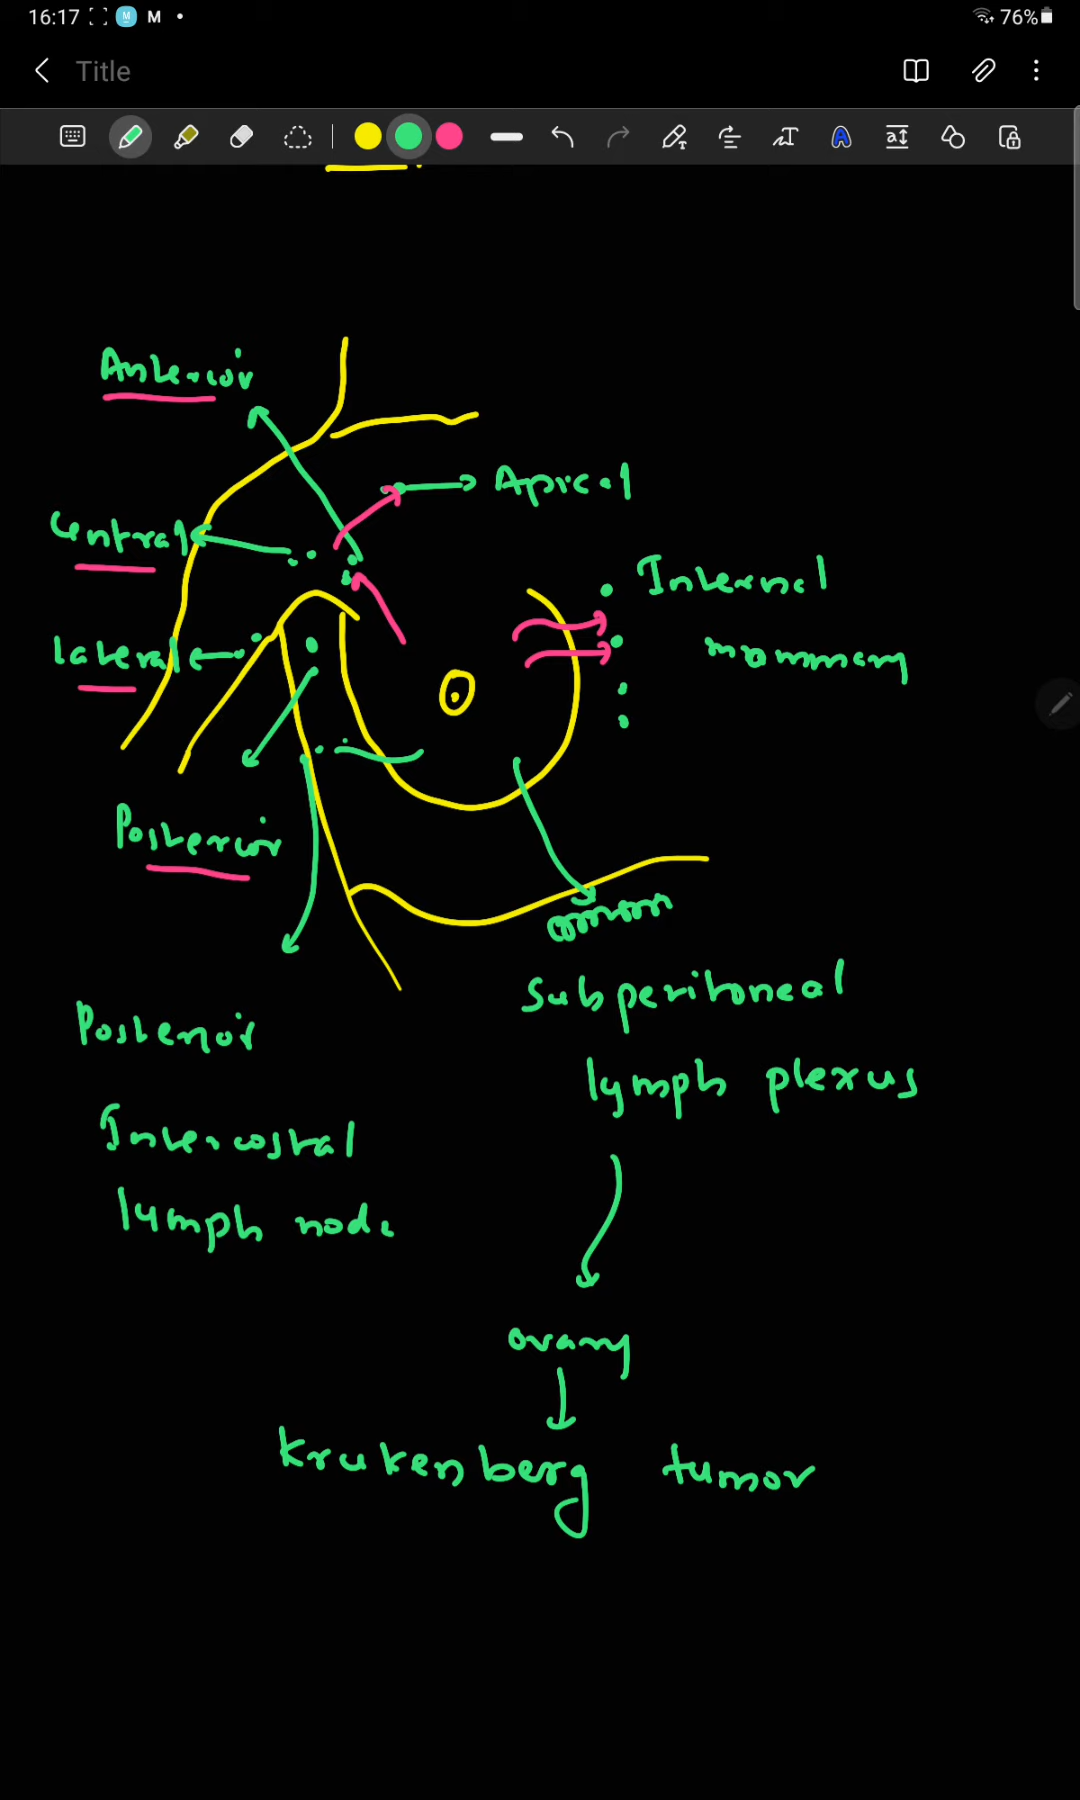 16:17 M M 76%
Title
Anterior
Apical
Central
Internal
mammary
lateral
Posterior
common
Subperitoneal
lymph plexus
Posterior
Intercostal
lymph node
ovary
Krukenberg tumor